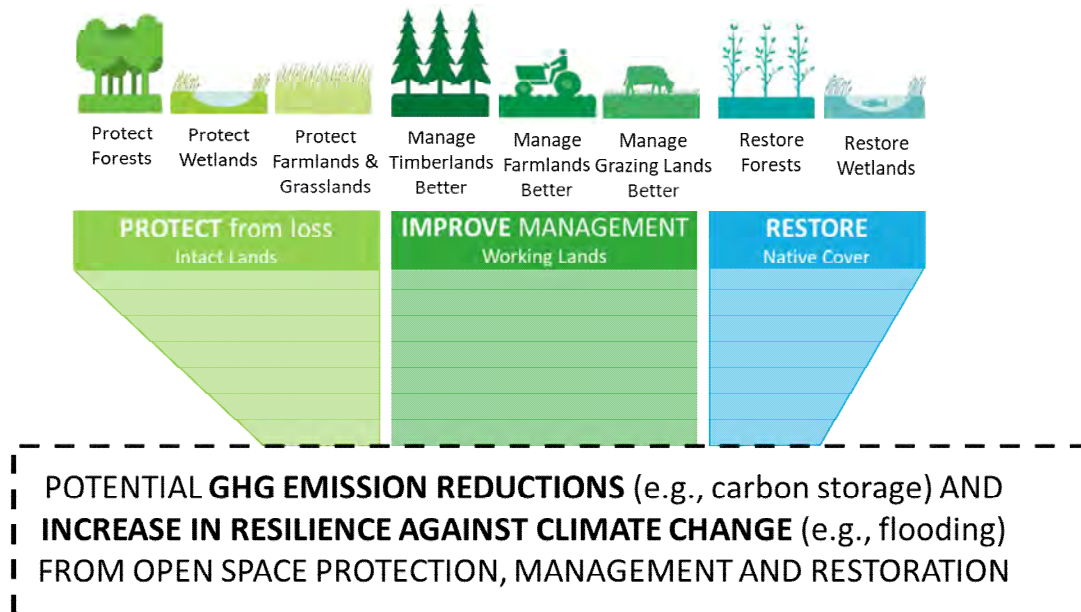 Protect
Forests
Protect
Wetlands
Protect
Farmlands &
Grasslands
Manage
Timberlands
Better
Manage
Farmlands
Better
Manage
Grazing Lands
Better
Restore
Forests
Restore
Wetlands
PROTECT from loss
Intact Lands
IMPROVE MANAGEMENT
Working Lands
RESTORE
Native Cover
POTENTIAL GHG EMISSION REDUCTIONS (e.g., carbon storage) AND
INCREASE IN RESILIENCE AGAINST CLIMATE CHANGE (e.g., flooding)
FROM OPEN SPACE PROTECTION, MANAGEMENT AND RESTORATION